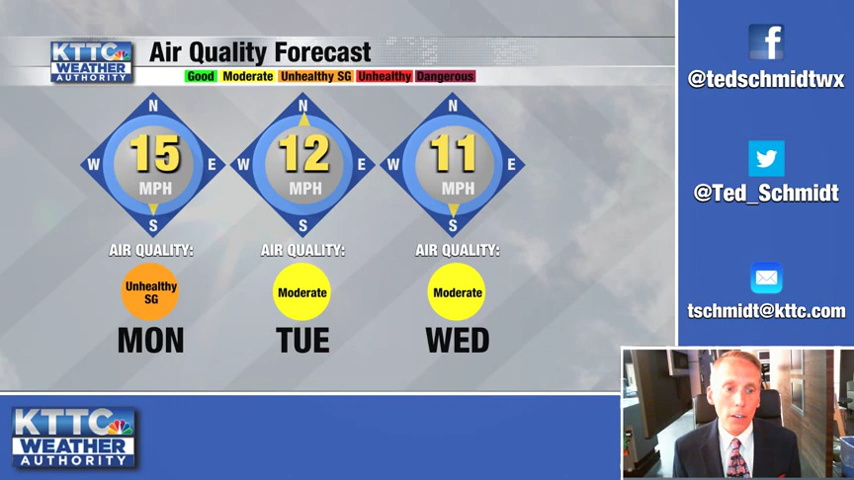 KTTC
WEATHER
AUTHORITY
Air Quality Forecast
Good Moderate Unhealthy SG Unhealthy Dangerous
N
W 15 E
MPH
S
N
W 12 E
MPH
S
N
W 11 E
MPH
S
AIR QUALITY:
AIR QUALITY:
AIR QUALITY:
Unhealthy
SG
Moderate
Moderate
MON
TUE
WED
f
@tedschmidtwx
@Ted_Schmidt
tschmidt@kttc.com
KTTC
WEATHER
AUTHORITY